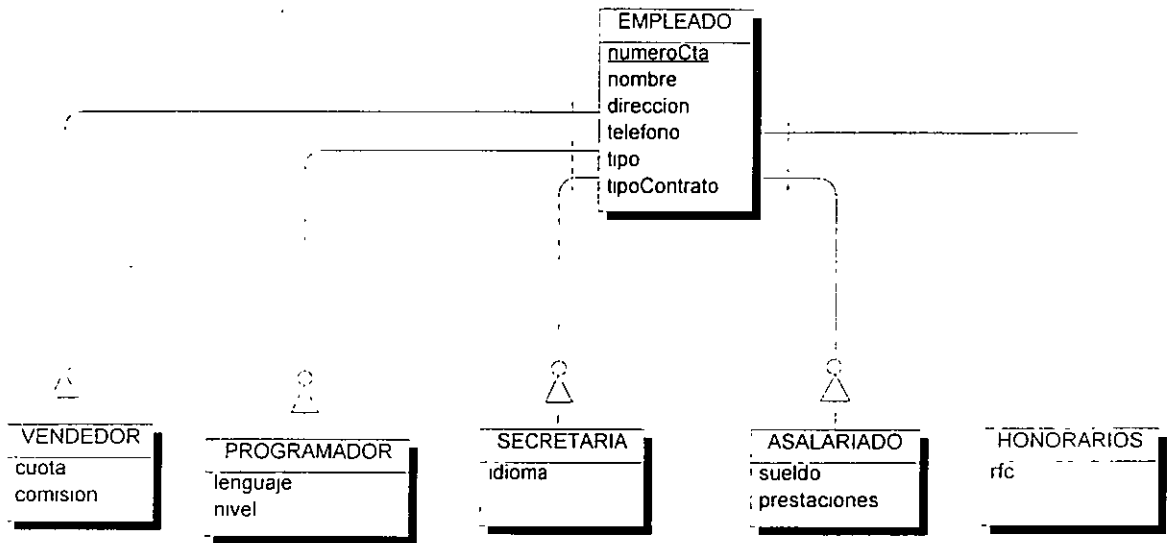 EMPLEADO
numeroCta
nombre
direccion
telefono
tipo
tipoContrato
VENDEDOR
cuota
comision
PROGRAMADOR
lenguaje
nivel
SECRETARIA
idioma
ASALARIADO
sueldo
prestaciones
HONORARIOS
rfc